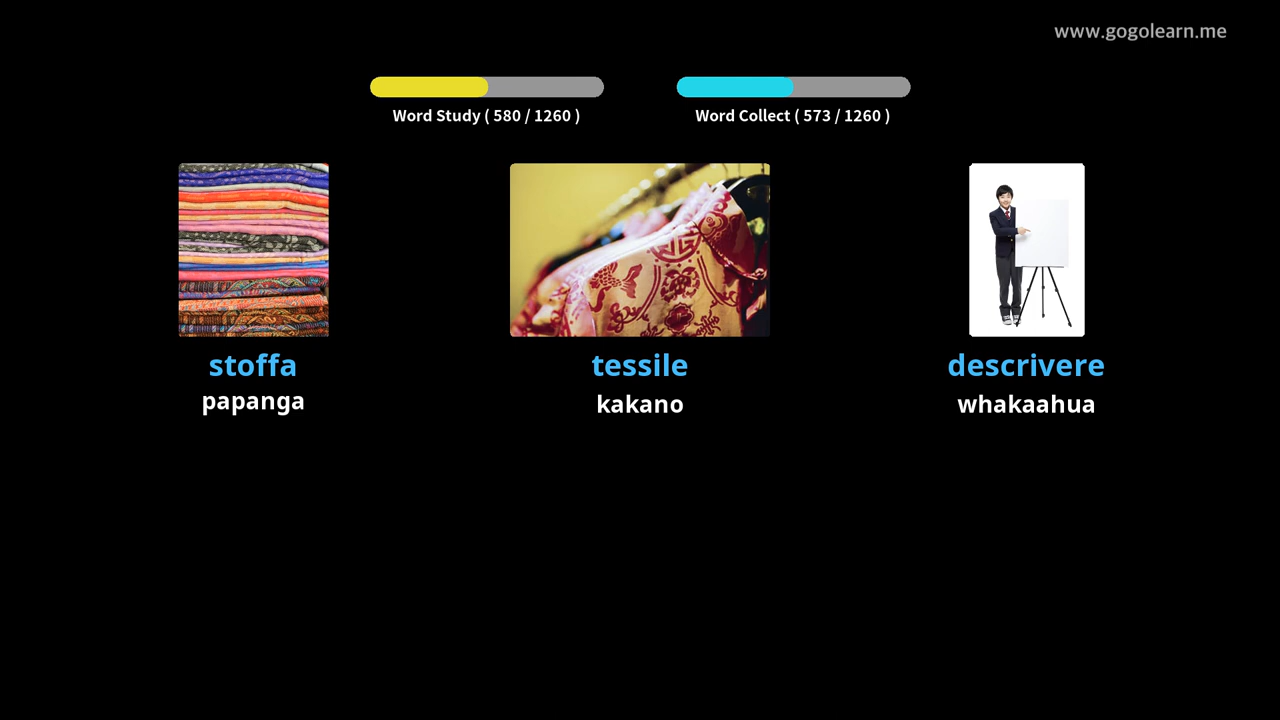 www.gogolearn.me
Word Study ( 580 / 1260 )
Word Collect ( 573 / 1260 )
stoffa
tessile
descrivere
papanga
kakano
whakaahua